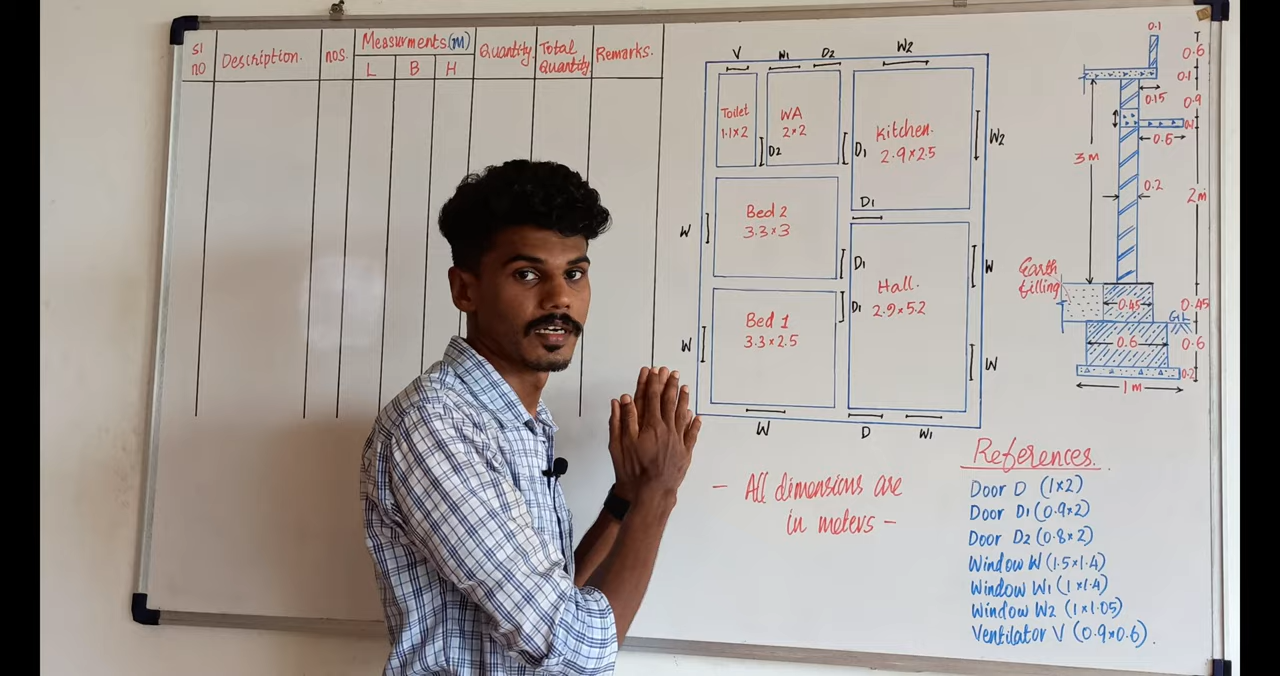 Sl no
Description.
nos.
Measurments (m)
L
B
H
Quantity
Total Quantity
Remarks.
V
W1
D2
W2
Toilet
1.1×2
WA
2×2
D2
D1
Kitchen.
2.9×2.5
W2
D1
Bed 2
3.3×3
W
D1
Hall.
2.9×5.2
W
Bed 1
3.3×2.5
D1
W
W
W
D
W1
0.1
0.6
0.1
0.15
0.9
0.6
3m
0.2
2m
Earth
filling
0.45
0.45
GL
0.6
0.6
0.2
1m
- All dimensions are
in meters -
References.
Door D (1×2)
Door D1 (0.9×2)
Door D2 (0.8×2)
Window W (1.5×1.4)
Window W1 (1×1.4)
Window W2 (1×1.05)
Ventilator V (0.9×0.6).